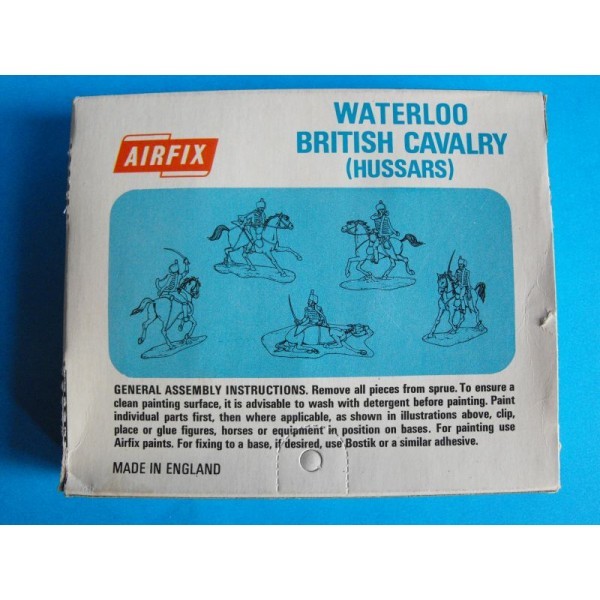 WATERLOO
BRITISH CAVALRY
(HUSSARS)
AIRFIX
GENERAL ASSEMBLY INSTRUCTIONS. Remove all pieces from sprue. To ensure a
clean painting surface, it is advisable to wash with detergent before painting. Paint
individual parts first, then where applicable, as shown in illustrations above, clip,
place or glue figures, horses or equipment in position on bases. For painting use
Airfix paints. For fixing to a base, if desired, use Bostik or a similar adhesive.
MADE IN ENGLAND